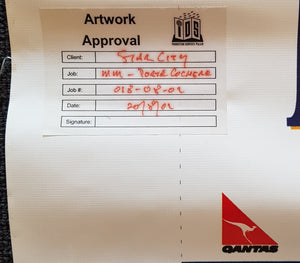 Artwork
Approval
TDS
Client: Star City
Job: MM - PORTE COCHERE
Job #: 018-08-02
Date: 20/8/02
Signature:
QANTAS